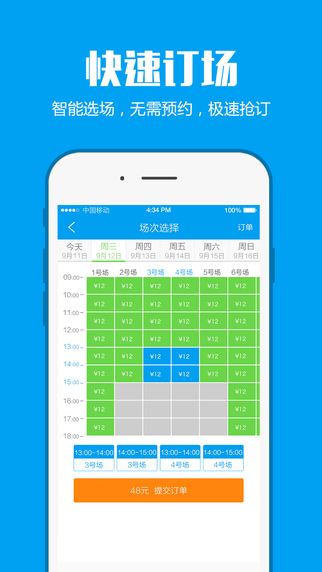 快速订场
智能选场，无需预约，极速抢订
中国移动 4:34 PM 100%
场次选择 订单
今天 周三 周四 周五 周六 周日
9月11日 9月12日 9月13日 9月14日 9月15日 9月16日
1号场 2号场 3号场 4号场 5号场 6号场
09:00
¥12 ¥12 ¥12 ¥12 ¥12 ¥12
10:00
¥12 ¥12 ¥12 ¥12 ¥12 ¥12
11:00
¥12 ¥12 ¥12 ¥12 ¥12 ¥12
12:00
¥12 ¥12 ¥12 ¥12 ¥12 ¥12
13:00
¥12 ¥12 ¥12 ¥12 ¥12 ¥12
14:00
¥12 ¥12 ¥12 ¥12 ¥12 ¥12
15:00
¥12 ¥12
16:00
¥12 ¥12
17:00
¥12 ¥12
18:00
13:00~14:00 14:00~15:00 13:00~14:00 14:00~15:00
3号场 3号场 4号场 4号场
48元 提交订单